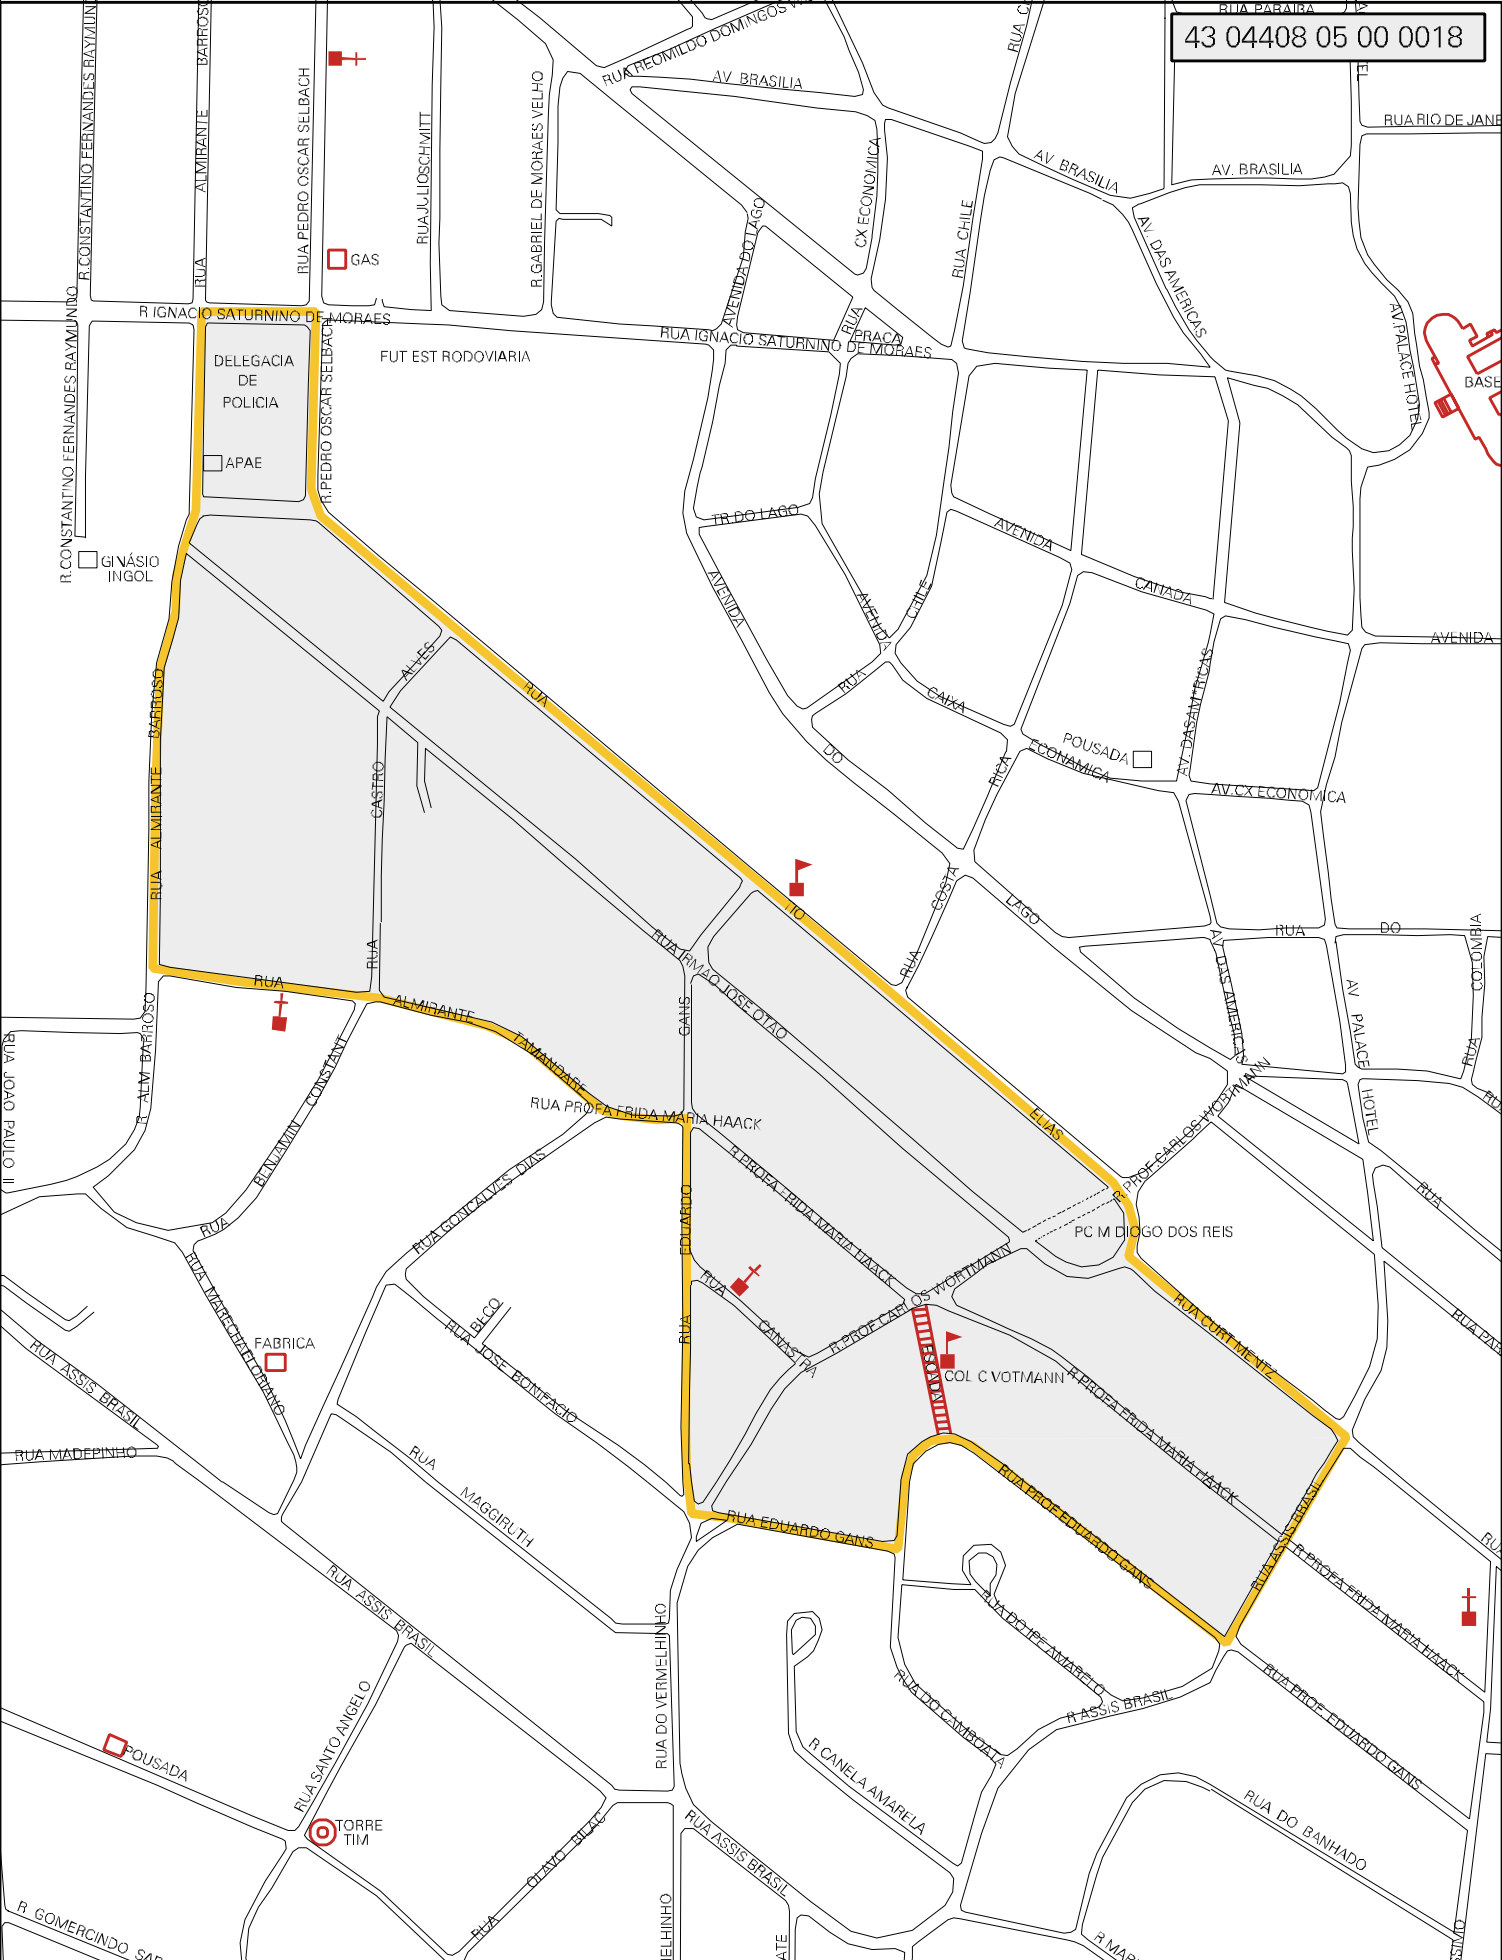 RUA PARAIBA
43 04408 05 00 0018
R.CONSTANTINO FERNANDES RAYMUN
RUA ALMIRANTE BARROSO
RUA PEDRO OSCAR SELBACH
RUAJULIOSCHMITT
R.GABRIEL DE MORAES VELHO
RUA REOMILDO DOMINGOS
AV BRASILIA
CX ECONOMICA
RUA CHILE
AV BRASILIA
AV. BRASILIA
RUA RIO DE JANE
AV. DAS AMERICAS
AV.PALACE HOTEL
BASE
GAS
AVENIDA DO LAGO
R IGNACIO SATURNINO DE MORAES
RUA IGNACIO SATURNINO DE MORAES
RUA
PRACA
FUT EST RODOVIARIA
DELEGACIA
DE
POLICIA
APAE
R.CONSTANTINO FERNANDES RAYMUNDO
R.PEDRO OSCAR SELBACH
GINÁSIO
INGOL
TR DO LAGO
AVENIDA
CANADA
AVENIDA
AVENIDA
CHILE
RUA
CAIXA
ECONAMICA
POUSADA
AV.CX ECONOMICA
AVENIDA
DO
LAGO
RUA
COSTA
RICA
RUA
DO
RUA COLOMBIA
AV DAS AMERICAS
AV PALACE HOTEL
RUA ALMIRANTE BARROSO
RUA CASTRO ALVES
RUA
TIO
ELIAS
RUA IRMAO JOSE OTAO
RUA
ALMIRANTE
TAMANDARE
RUA PROFA FRIDA MARIA HAACK
RUA EDUARDO GANS
R ALM BARROSO
RUA JOAO PAULO II
RUA BENJAMIN CONSTANT
RUA GONCALVES DIAS
R.PROFA FRIDA MARIA HAACK
R PROF.CARLOS WORTMANN
PC M DIOGO DOS REIS
RUA
RUA PAR
RUA CANASTRA
R.PROF CARLOS WORTMANN
RUA CURT MENTZ
COL C VOTMANN
R PROFA FRIDA MARIA HAACK
RUA MARECHAL FLORIANO
FABRICA
BECO
RUA JOSE BONIFACIO
RUA ASSIS BRASIL
RUA MADEPINHO
RUA MAGGIRUTH
RUA EDUARDO GANS
RUA PROF.EDUARDO GANS
RUA ASSIS BRASIL
R PROFA FRIDA MARIA HAACK
RUA ASSIS BRASIL
RUA DO VERMELHINHO
RUA DO IPE AMARELO
RUA DO CAMBOATA
R ASSIS BRASIL
RUA PROF. EDUARDO GANS
RUA SANTO ANGELO
POUSADA
TORRE
TIM
R CANELA AMARELA
RUA ASSIS BRASIL
RUA OLAVO BILAC
RUA DO BANHADO
R GOMERCINDO SAR
ELHINHO
ATE
R MAR
SIMO